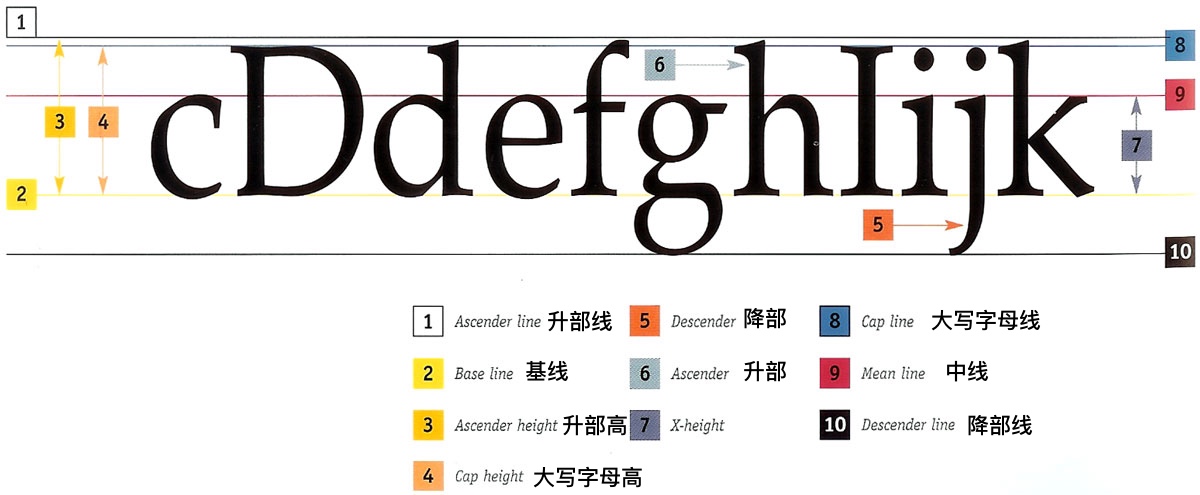 1
8
6
9
3
4
7
2
cDdefghIijk
5
10
1 Ascender line 升部线
5 Descender 降部
8 Cap line 大写字母线
2 Base line 基线
6 Ascender 升部
9 Mean line 中线
3 Ascender height 升部高
7 X-height
10 Descender line 降部线
4 Cap height 大写字母高